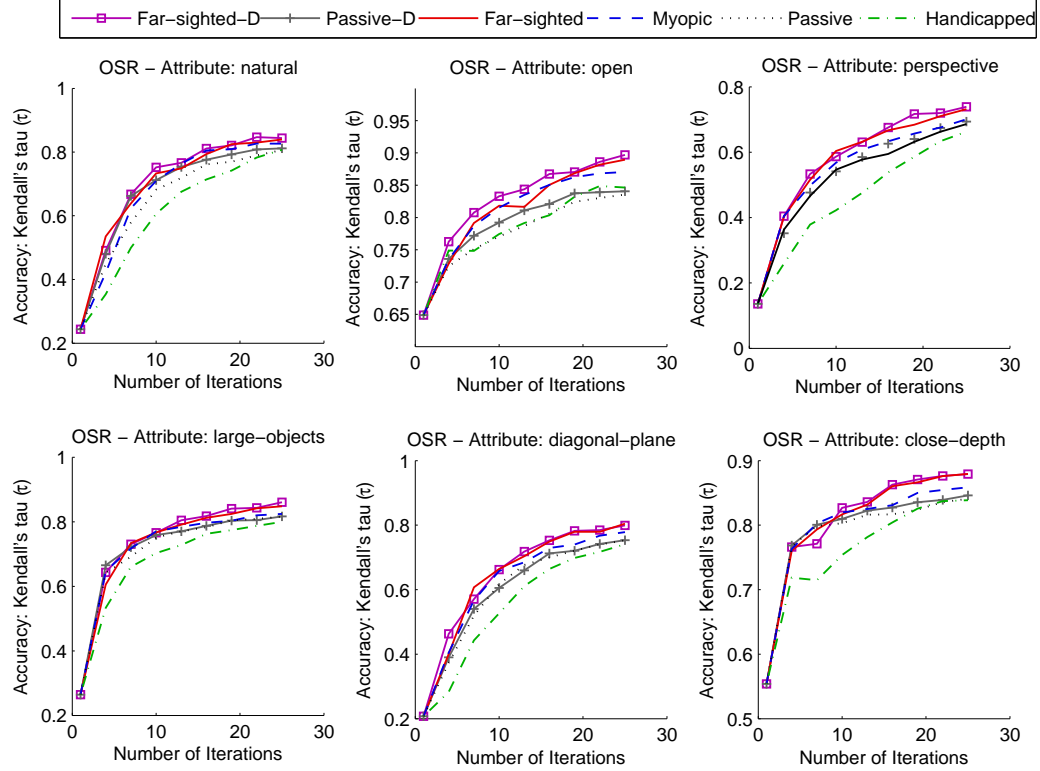 Far−sighted−D Passive−D Far−sighted Myopic Passive Handicapped
OSR − Attribute: natural
Accuracy: Kendall's tau (τ)
1
0.8
0.6
0.4
0.2
0 10 20 30
Number of Iterations
OSR − Attribute: open
Accuracy: Kendall's tau (τ)
0.95
0.9
0.85
0.8
0.75
0.7
0.65
0 10 20 30
Number of Iterations
OSR − Attribute: perspective
Accuracy: Kendall's tau (τ)
0.8
0.6
0.4
0.2
0
0 10 20 30
Number of Iterations
OSR − Attribute: large−objects
Accuracy: Kendall's tau (τ)
1
0.8
0.6
0.4
0.2
0 10 20 30
Number of Iterations
OSR − Attribute: diagonal−plane
Accuracy: Kendall's tau (τ)
1
0.8
0.6
0.4
0.2
0 10 20 30
Number of Iterations
OSR − Attribute: close−depth
Accuracy: Kendall's tau (τ)
0.9
0.8
0.7
0.6
0.5
0 10 20 30
Number of Iterations